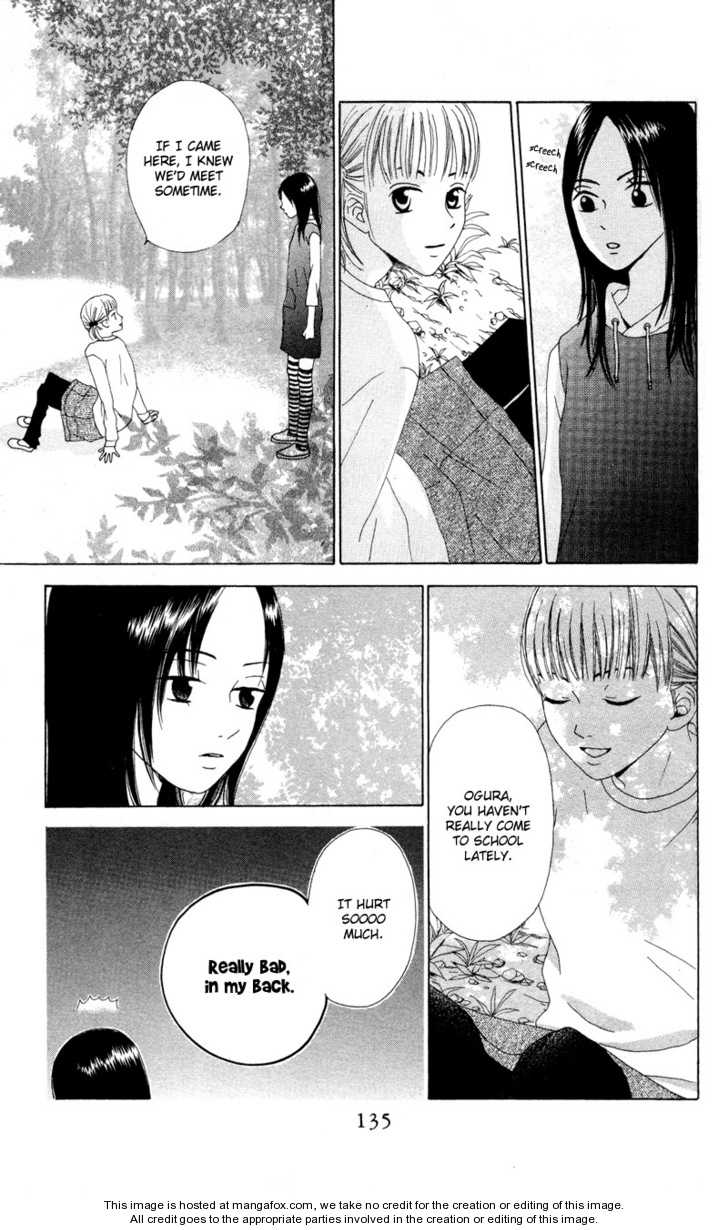 screech
screech
IF I CAME
HERE, I KNEW
WE'D MEET
SOMETIME.
OGURA,
YOU HAVEN'T
REALLY COME
TO SCHOOL
LATELY.
IT HURT
SOOOO
MUCH.
Really Bad,
in my Back.
135
This image is hosted at mangafox.com, we take no credit for the creation or editing of this image.
All credit goes to the appropriate parties involved in the creation or editing of this image.